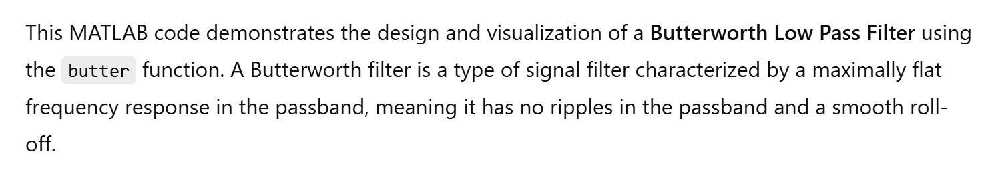 This MATLAB code demonstrates the design and visualization of a Butterworth Low Pass Filter using
the butter function. A Butterworth filter is a type of signal filter characterized by a maximally flat
frequency response in the passband, meaning it has no ripples in the passband and a smooth roll-
off.